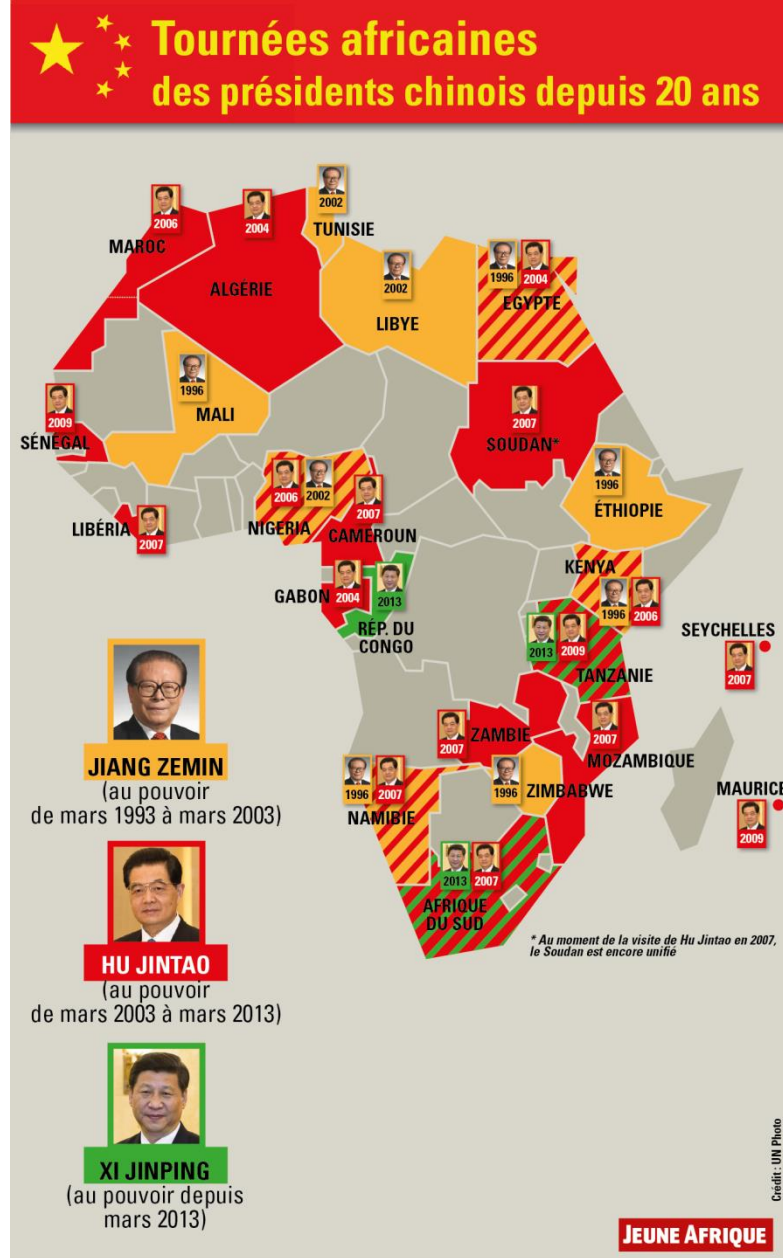 Tournées africaines
des présidents chinois depuis 20 ans
2006
MAROC
2004
ALGÉRIE
2002
TUNISIE
2002
LIBYE
1996
2004
EGYPTE
1996
MALI
2009
SÉNÉGAL
2007
SOUDAN*
1996
ÉTHIOPIE
2006
2002
NIGERIA
2007
CAMEROUN
LIBÉRIA
2007
KENYA
1996
2006
GABON
2004
2013
RÉP. DU
CONGO
2013
2009
TANZANIE
SEYCHELLES
2007
2007
ZAMBIE
2007
MOZAMBIQUE
1996
2007
NAMIBIE
1996
ZIMBABWE
MAURICE
2009
2013
2007
AFRIQUE
DU SUD
* Au moment de la visite de Hu Jintao en 2007,
le Soudan est encore unifié
JIANG ZEMIN
(au pouvoir
de mars 1993 à mars 2003)
HU JINTAO
(au pouvoir
de mars 2003 à mars 2013)
XI JINPING
(au pouvoir depuis
mars 2013)
Crédit : UN Photo
JEUNE AFRIQUE